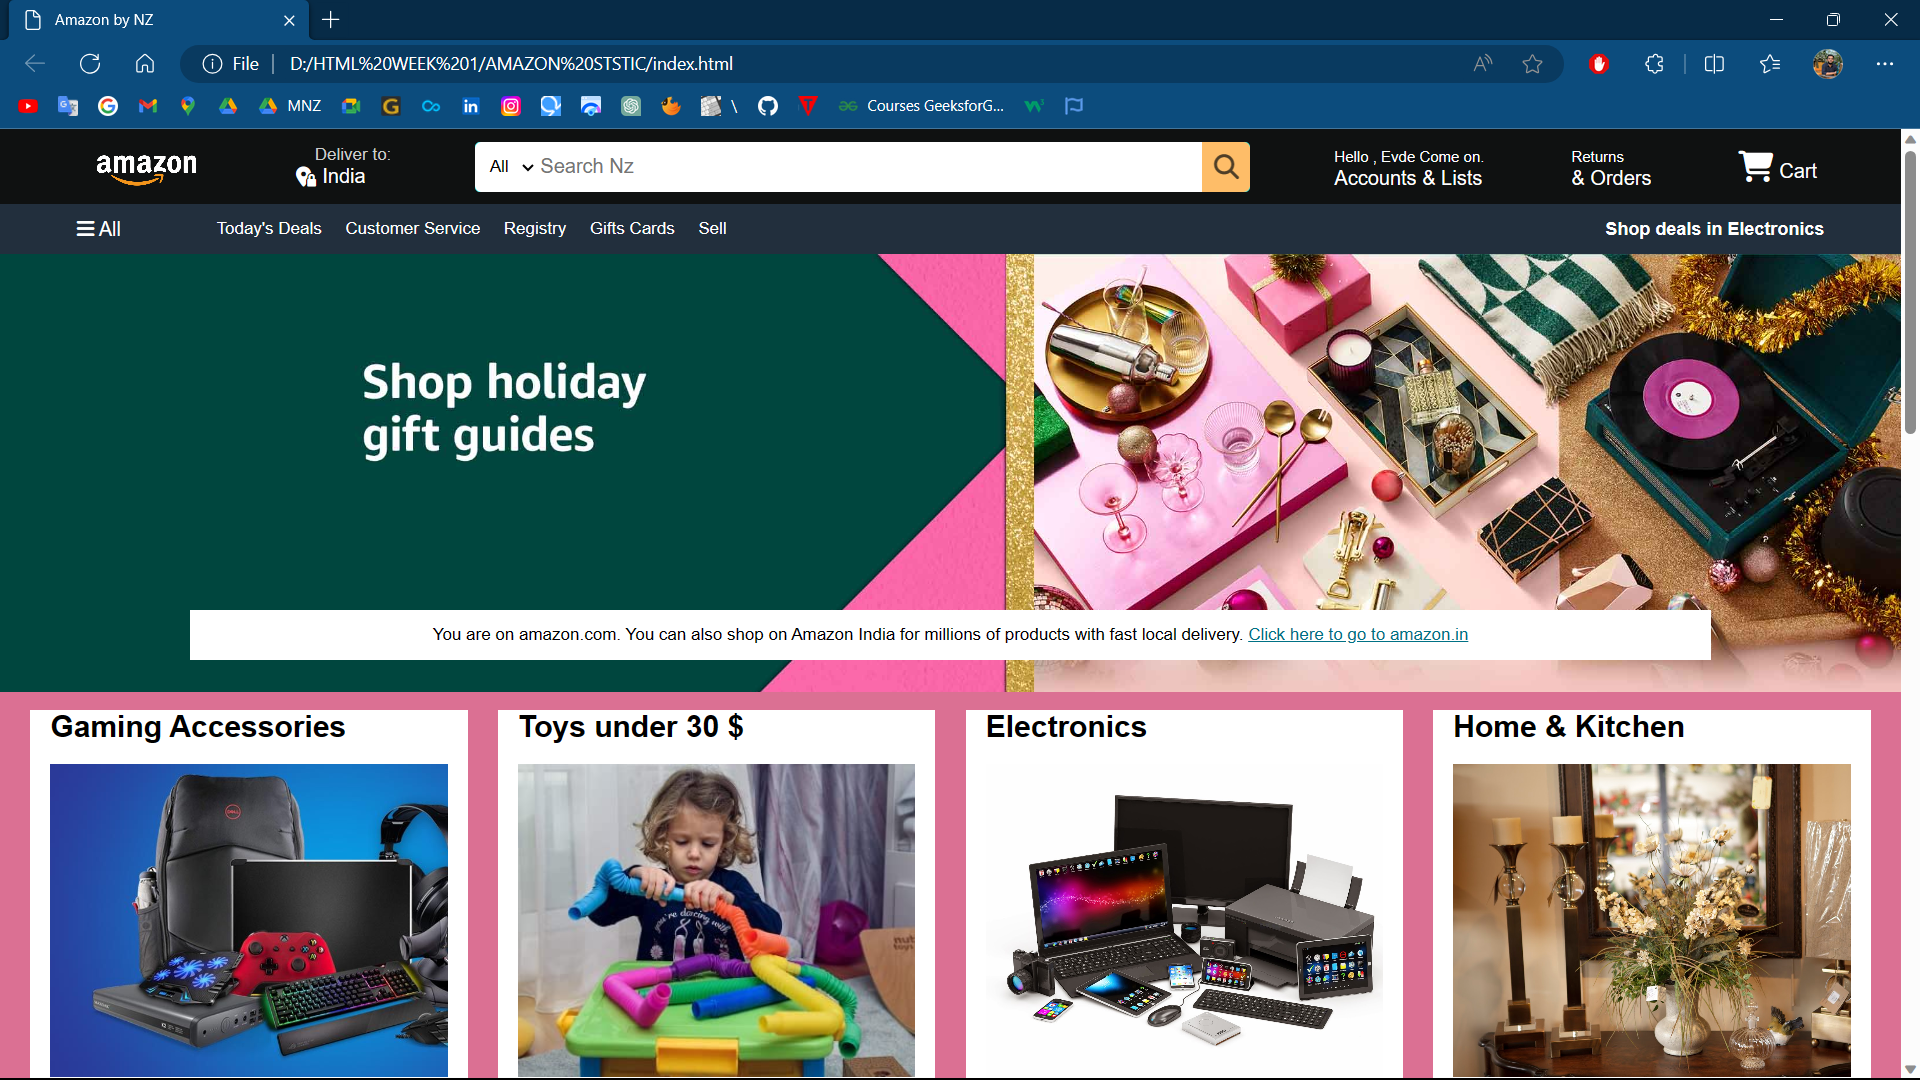 Amazon by NZ
File
D:/HTML%20WEEK%201/AMAZON%20STSTIC/index.html
MNZ
\
Courses GeeksforG...
amazon
Deliver to:
India
All
Search Nz
Hello , Evde Come on.
Accounts & Lists
Returns
& Orders
Cart
All
Today's Deals
Customer Service
Registry
Gifts Cards
Sell
Shop deals in Electronics
Shop holiday
gift guides
You are on amazon.com. You can also shop on Amazon India for millions of products with fast local delivery. Click here to go to amazon.in
Gaming Accessories
Toys under 30 $
Electronics
Home & Kitchen
you're dancing with